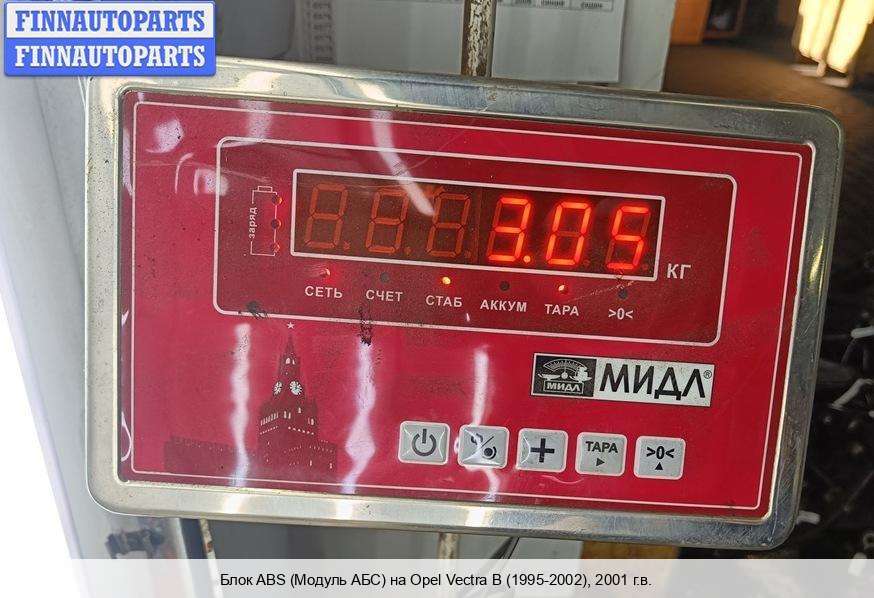 FINNAUTOPARTS
FINNAUTOPARTS
заряд
3.05
КГ
СЕТЬ СЧЕТ СТАБ АККУМ ТАРА >0<
МИДЛ МИДЛ®
+ ТАРА >0<
Блок ABS (Модуль АБС) на Opel Vectra B (1995-2002), 2001 г.в.